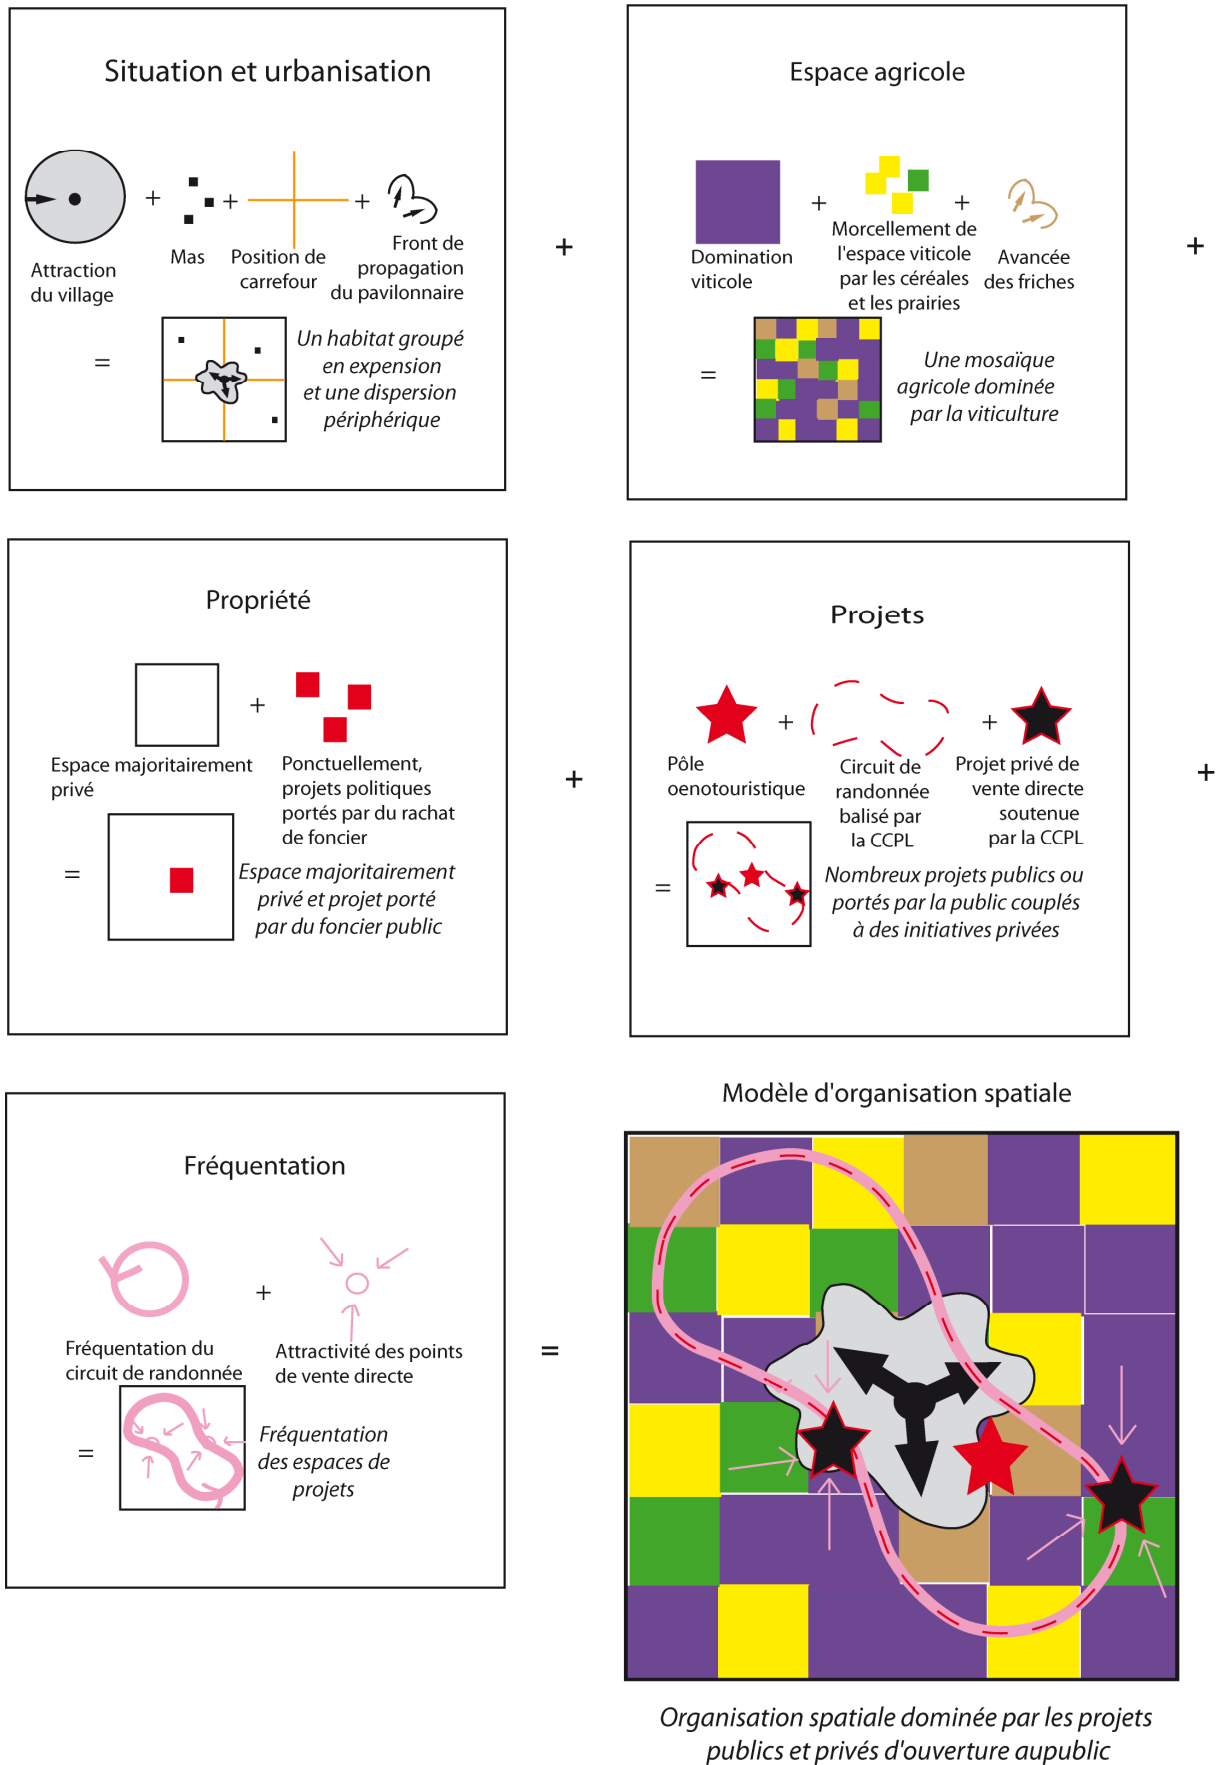 Situation et urbanisation
Attraction
du village
Mas
Position de
carrefour
Front de
propagation
du pavilonnaire
Un habitat groupé
en expension
et une dispersion
périphérique
Espace agricole
Domination
viticole
Morcellement de
l'espace viticole
par les céréales
et les prairies
Avancée
des friches
Une mosaïque
agricole dominée
par la viticulture
Propriété
Espace majoritairement
privé
Ponctuellement,
projets politiques
portés par du rachat
de foncier
Espace majoritairement
privé et projet porté
par du foncier public
Projets
Pôle
oenotouristique
Circuit de
randonnée
balisé par
la CCPL
Projet privé de
vente directe
soutenue
par la CCPL
Nombreux projets publics ou
portés par la public couplés
à des initiatives privées
Fréquentation
Fréquentation du
circuit de randonnée
Attractivité des points
de vente directe
Fréquentation
des espaces de
projets
Modèle d'organisation spatiale
Organisation spatiale dominée par les projets
publics et privés d'ouverture aupublic